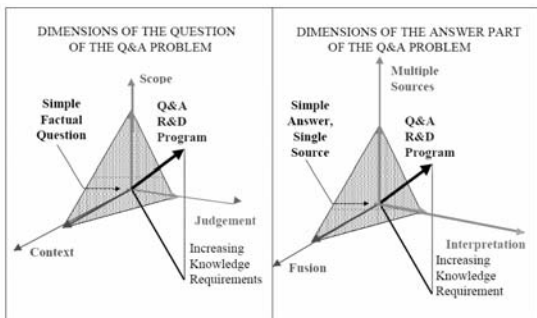 DIMENSIONS OF THE QUESTION
OF THE Q&A PROBLEM
Scope
Simple
Factual
Question
Q&A
R&D
Program
Judgement
Context
Increasing
Knowledge
Requirements
DIMENSIONS OF THE ANSWER PART
OF THE Q&A PROBLEM
Multiple
Sources
Simple
Answer,
Single
Source
Q&A
R&D
Program
Interpretation
Fusion
Increasing
Knowledge
Requirement